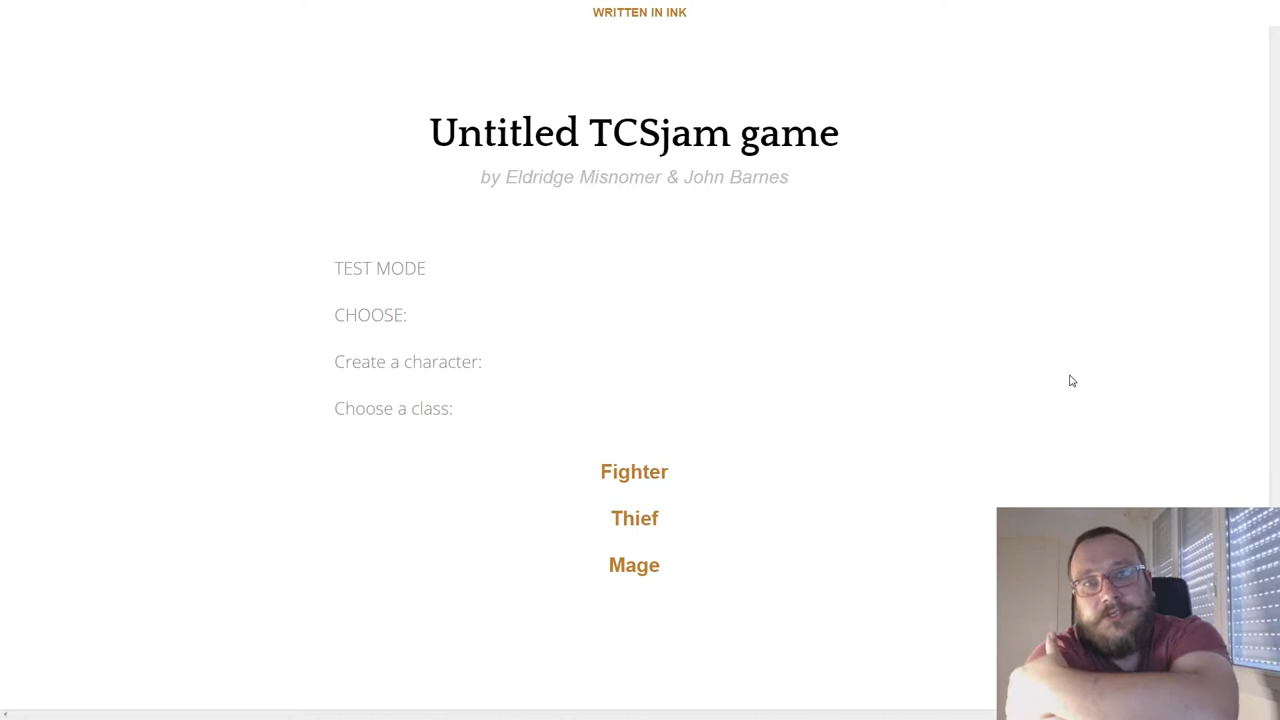 WRITTEN IN INK
Untitled TCSjam game
by Eldridge Misnomer & John Barnes
TEST MODE
CHOOSE:
Create a character:
Choose a class:
Fighter
Thief
Mage